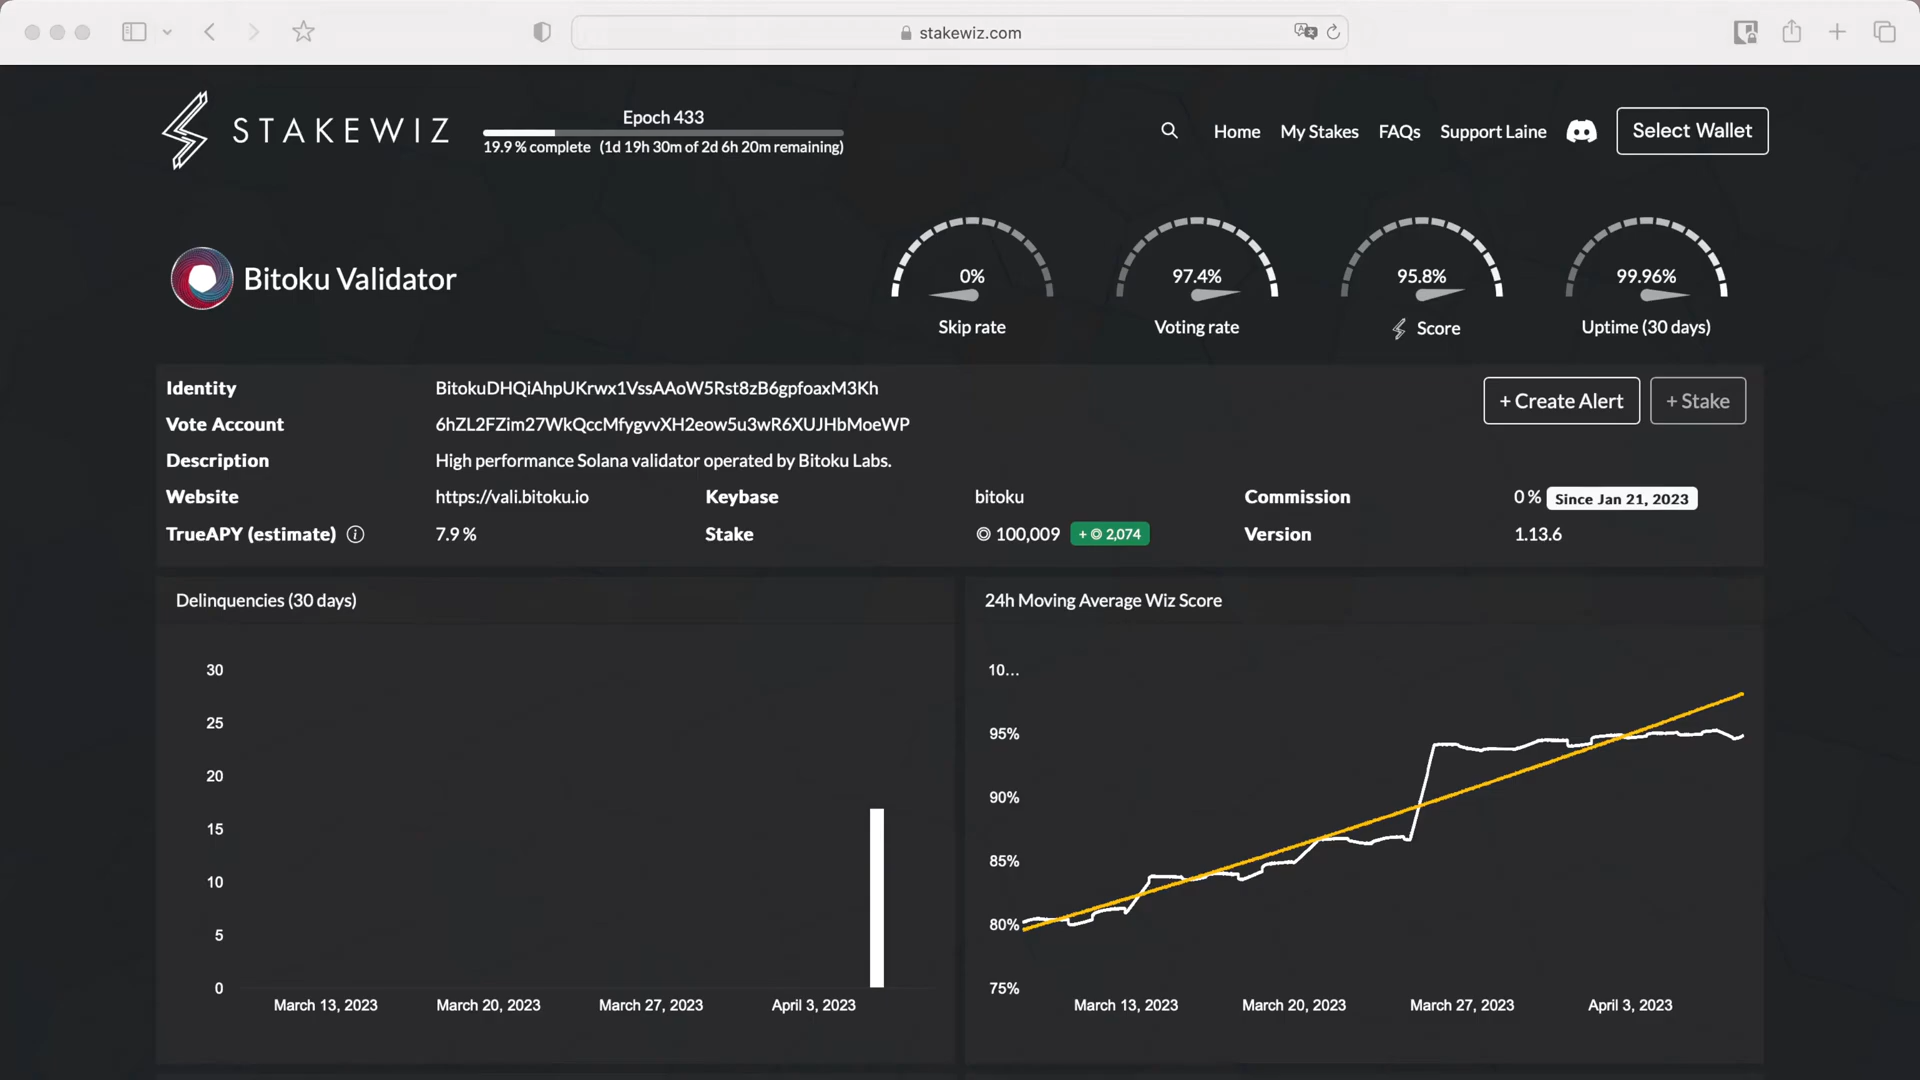 stakewiz.com
STAKEWIZ
Epoch 433
19.9 % complete (1d 19h 30m of 2d 6h 20m remaining)
Home My Stakes FAQs Support Laine Select Wallet
Bitoku Validator
0% 97.4% 95.8% 99.96%
Skip rate Voting rate Score Uptime (30 days)
Identity BitokuDHQiAhpUKrwx1VssAAoW5Rst8zB6gpfoaxM3Kh
+ Create Alert + Stake
Vote Account 6hZL2FZim27WkQccMfygvvXH2eow5u3wR6XUJHbMoeWP
Description High performance Solana validator operated by Bitoku Labs.
Website https://vali.bitoku.io Keybase bitoku Commission 0 % Since Jan 21, 2023
TrueAPY (estimate) 7.9 % Stake 100,009 + 2,074 Version 1.13.6
Delinquencies (30 days)
30
25
20
15
10
5
0
March 13, 2023 March 20, 2023 March 27, 2023 April 3, 2023
24h Moving Average Wiz Score
10...
95%
90%
85%
80%
75%
March 13, 2023 March 20, 2023 March 27, 2023 April 3, 2023